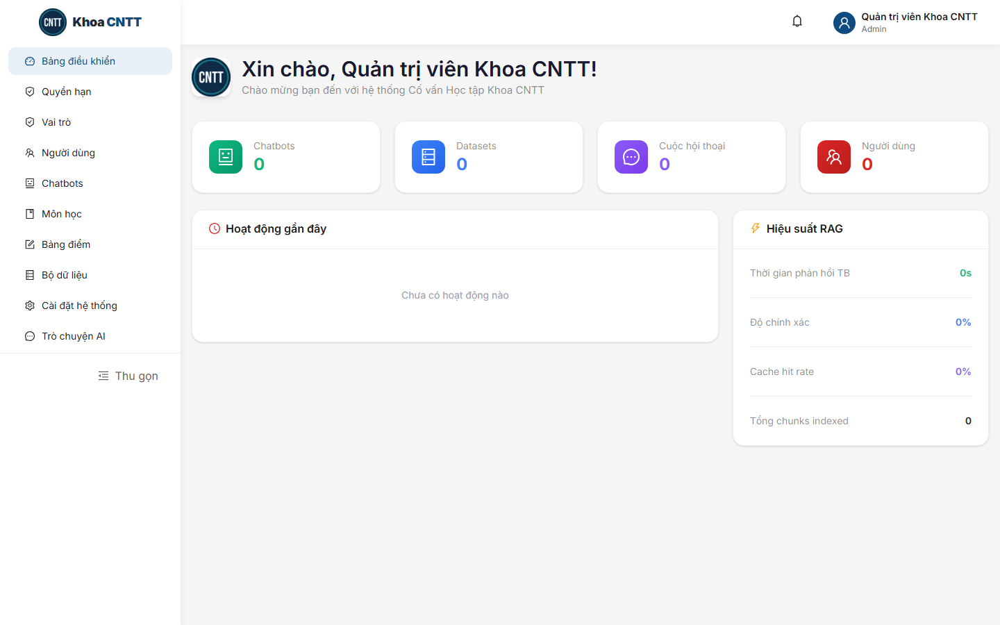 CNTT Khoa CNTT
Quản trị viên Khoa CNTT
Admin
Bảng điều khiển
Quyền hạn
Vai trò
Người dùng
Chatbots
Môn học
Bảng điểm
Bộ dữ liệu
Cài đặt hệ thống
Trò chuyện AI
Thu gọn
CNTT
Xin chào, Quản trị viên Khoa CNTT!
Chào mừng bạn đến với hệ thống Cố vấn Học tập Khoa CNTT
Chatbots
0
Datasets
0
Cuộc hội thoại
0
Người dùng
0
Hoạt động gần đây
Chưa có hoạt động nào
Hiệu suất RAG
Thời gian phản hồi TB 0s
Độ chính xác 0%
Cache hit rate 0%
Tổng chunks indexed 0